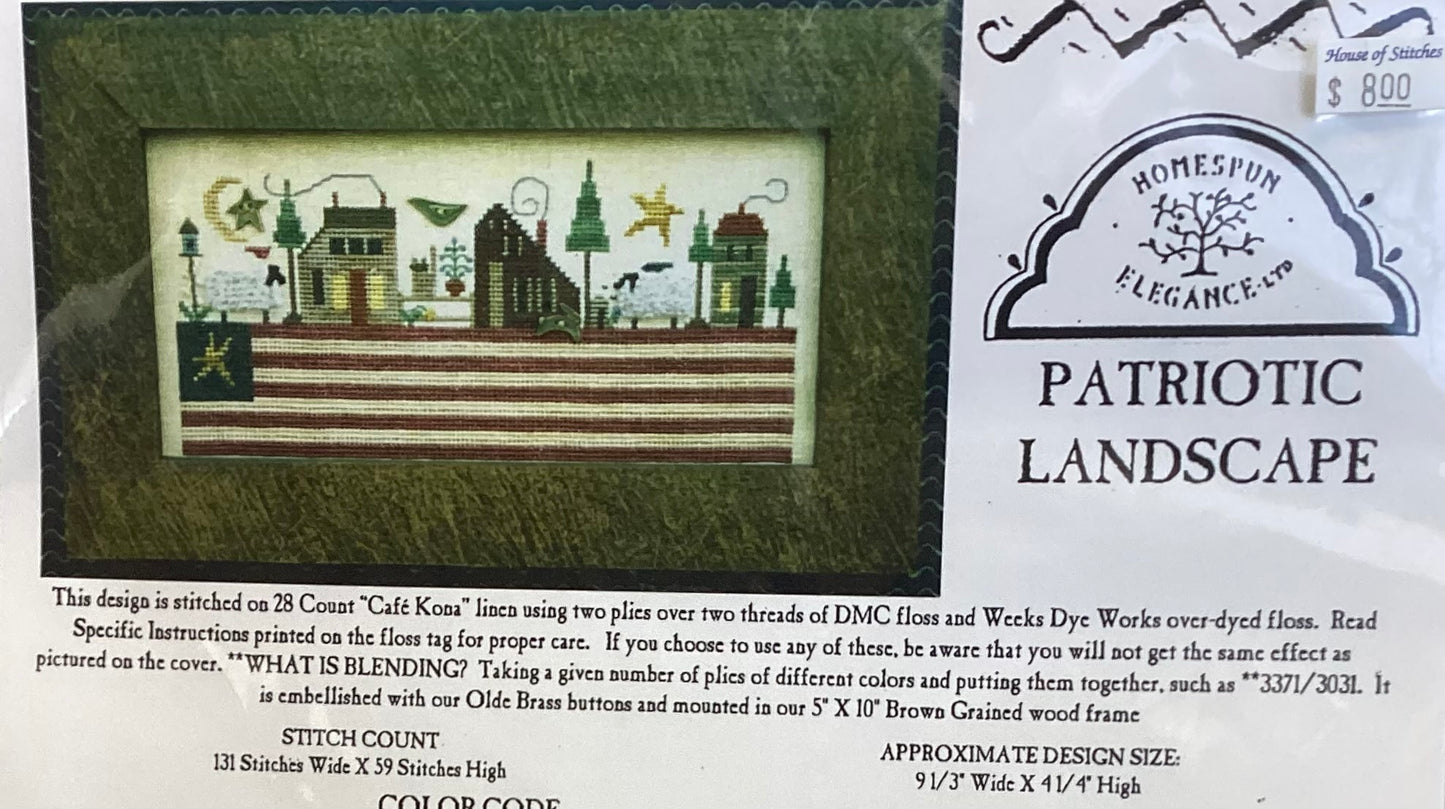 House of Stitches
$ 8.00
HOMESPUN
ELEGANCE·LTD
PATRIOTIC
LANDSCAPE
This design is stitched on 28 Count "Café Kona" linen using two plies over two threads of DMC floss and Weeks Dye Works over-dyed floss. Read
Specific Instructions printed on the floss tag for proper care. If you choose to use any of these, be aware that you will not get the same effect as
pictured on the cover. **WHAT IS BLENDING? Taking a given number of plies of different colors and putting them together, such as **3371/3031. It
is embellished with our Olde Brass buttons and mounted in our 5" X 10" Brown Grained wood frame
STITCH COUNT
131 Stitches Wide X 59 Stitches High
APPROXIMATE DESIGN SIZE:
9 1/3" Wide X 4 1/4" High
COLOR CODE